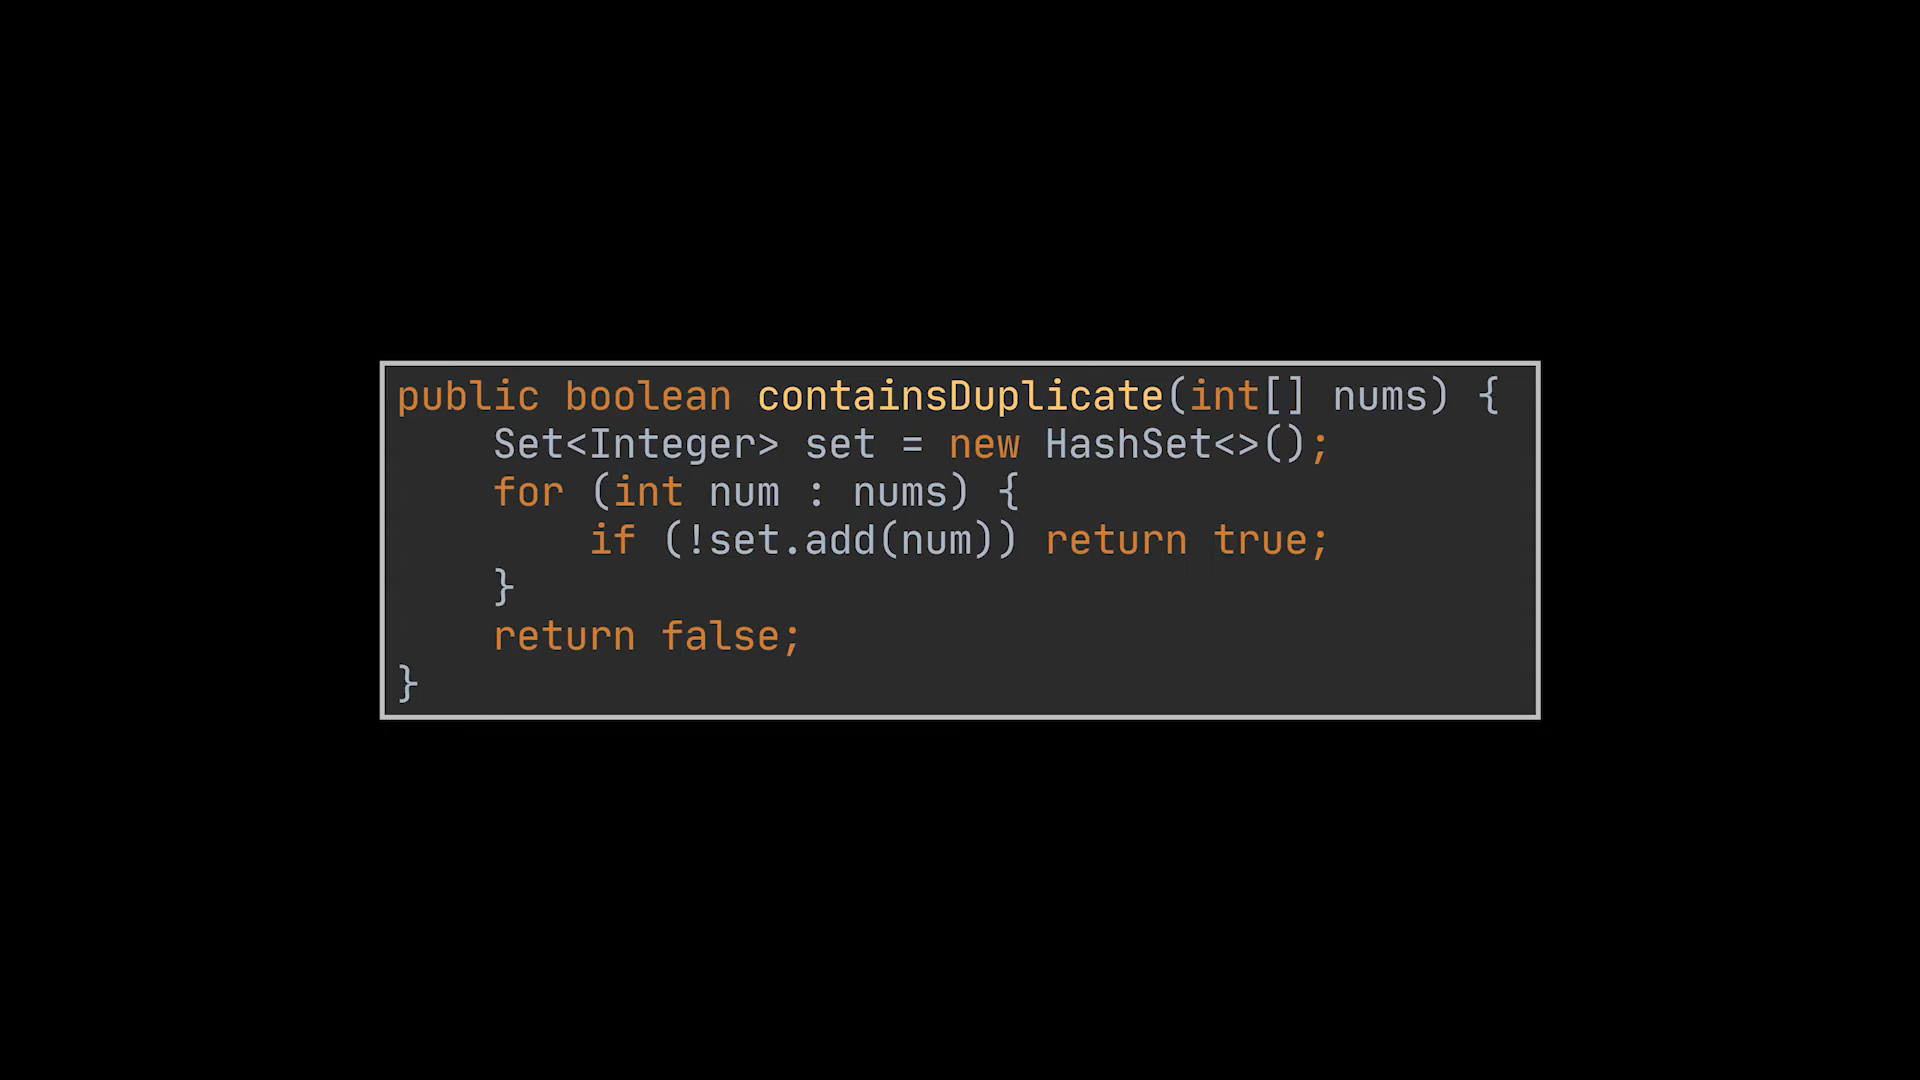 public boolean containsDuplicate(int[] nums) {
    Set<Integer> set = new HashSet<>();
    for (int num : nums) {
        if (!set.add(num)) return true;
    }
    return false;
}